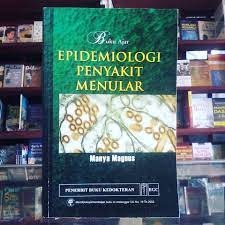 Buku Ajar
EPIDEMIOLOGI
PENYAKIT
MENULAR
Manya Magnus
PENERBIT BUKU KEDOKTERAN
EGC